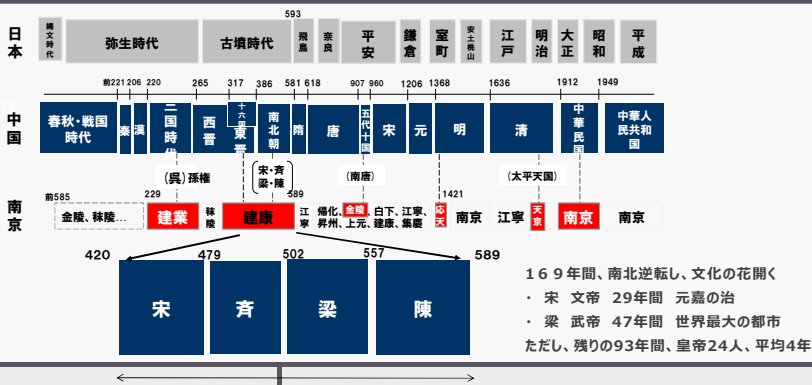 593
日本
縄文時代
弥生時代
古墳時代
飛鳥
奈良
平安
鎌倉
室町
安土桃山
江戸
明治
大正
昭和
平成
前221 206 220 265 317 386 581 618 907 960 1206 1368 1636 1912 1949
中国
春秋・戦国時代
秦
漢
三国時代
西晋
十六国
東晋
南北朝
隋
唐
五代十国
宋
元
明
清
中華民国
中華人民共和国
(呉)孫権
宋・斉
梁・陳
(南唐)
(太平天国)
南京
前585 229 589 1421
金陵、秣陵...
建業
秣陵
建康
江寧
帰化、金陵、白下、江寧、
昇州、上元、建康、集慶
応天
南京
江寧
天京
南京
南京
420 479 502 557 589
宋
斉
梁
陳
169年間、南北逆転し、文化の花開く
・ 宋 文帝 29年間 元嘉の治
・ 梁 武帝 47年間 世界最大の都市
ただし、残りの93年間、皇帝24人、平均4年